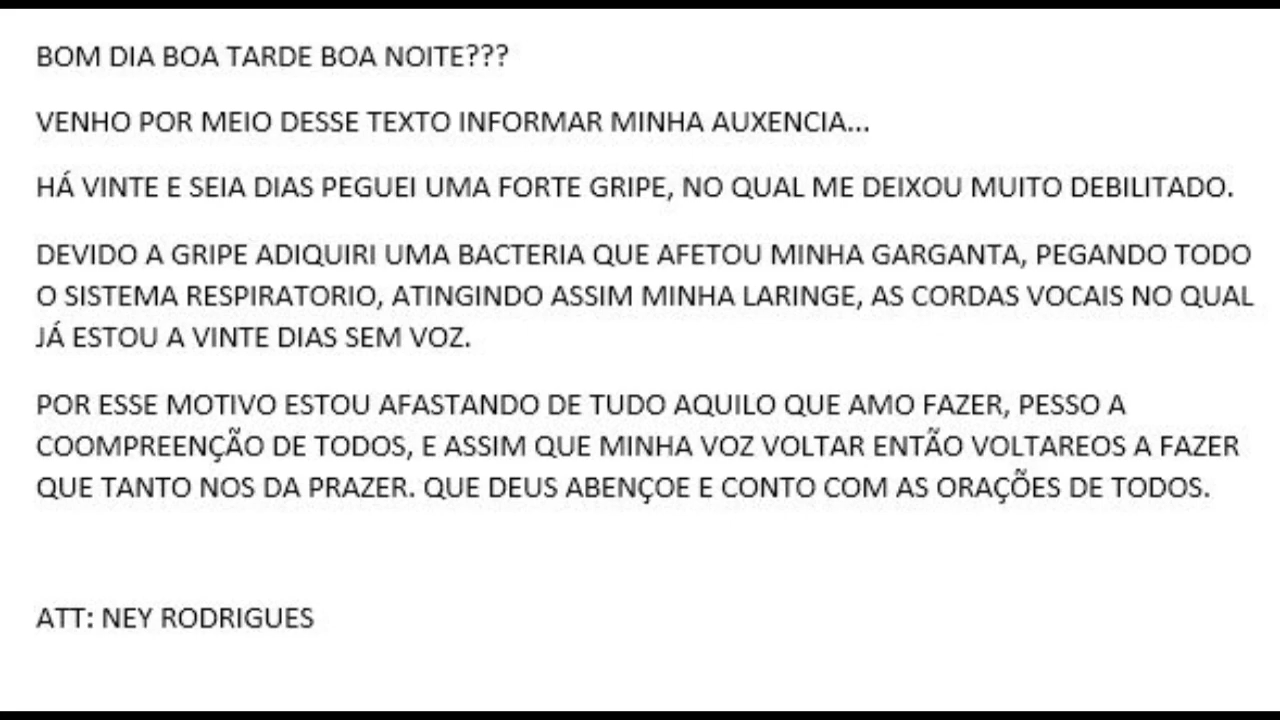 BOM DIA BOA TARDE BOA NOITE???
VENHO POR MEIO DESSE TEXTO INFORMAR MINHA AUXENCIA...
HÁ VINTE E SEIA DIAS PEGUEI UMA FORTE GRIPE, NO QUAL ME DEIXOU MUITO DEBILITADO.
DEVIDO A GRIPE ADIQUIRI UMA BACTERIA QUE AFETOU MINHA GARGANTA, PEGANDO TODO
O SISTEMA RESPIRATORIO, ATINGINDO ASSIM MINHA LARINGE, AS CORDAS VOCAIS NO QUAL
JÁ ESTOU A VINTE DIAS SEM VOZ.
POR ESSE MOTIVO ESTOU AFASTANDO DE TUDO AQUILO QUE AMO FAZER, PESSO A
COOMPREENÇÃO DE TODOS, E ASSIM QUE MINHA VOZ VOLTAR ENTÃO VOLTAREOS A FAZER
QUE TANTO NOS DA PRAZER. QUE DEUS ABENÇOE E CONTO COM AS ORAÇÕES DE TODOS.
ATT: NEY RODRIGUES